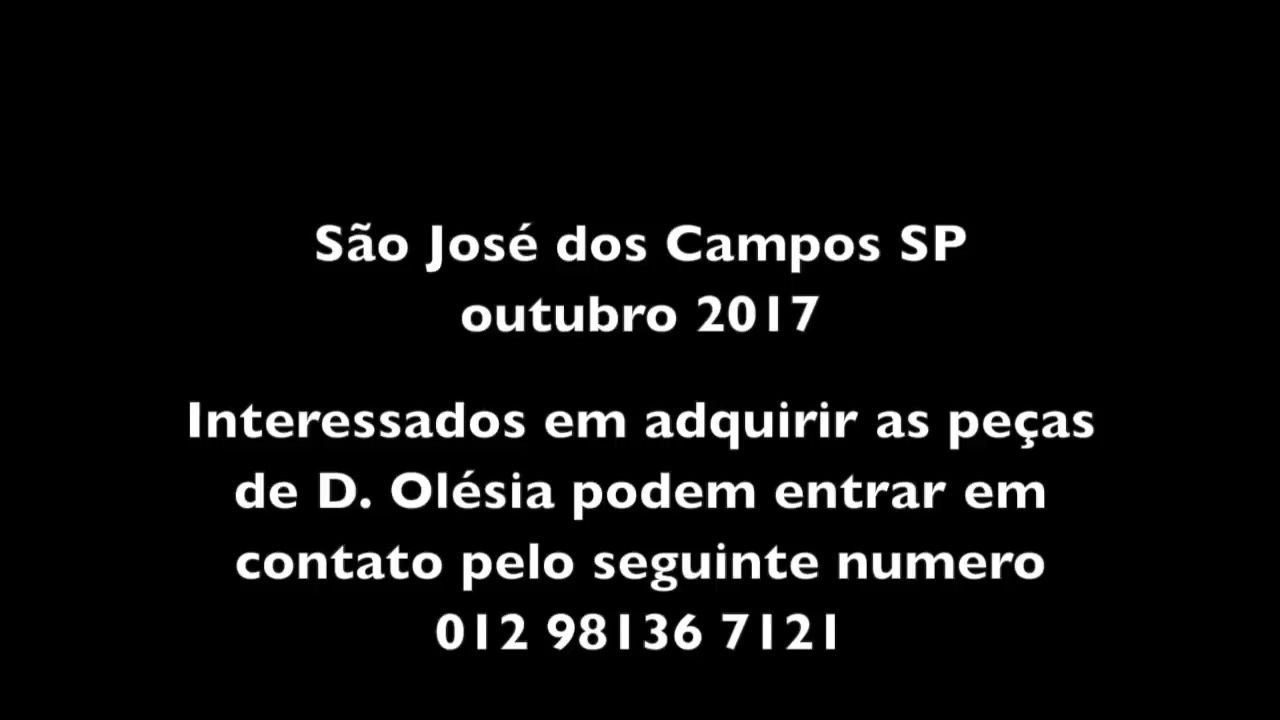 São José dos Campos SP
outubro 2017
Interessados em adquirir as peças
de D. Olésia podem entrar em
contato pelo seguinte numero
012 98136 7121